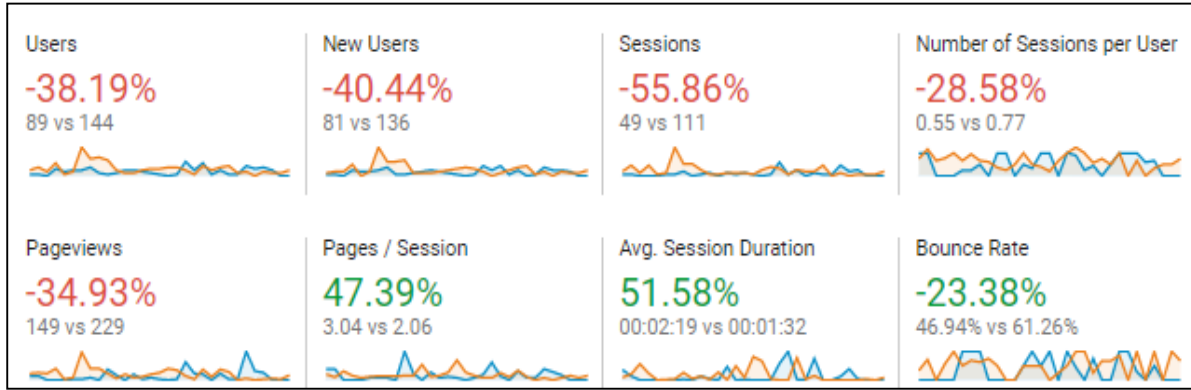 Users
-38.19%
89 vs 144
New Users
-40.44%
81 vs 136
Sessions
-55.86%
49 vs 111
Number of Sessions per User
-28.58%
0.55 vs 0.77
Pageviews
-34.93%
149 vs 229
Pages / Session
47.39%
3.04 vs 2.06
Avg. Session Duration
51.58%
00:02:19 vs 00:01:32
Bounce Rate
-23.38%
46.94% vs 61.26%